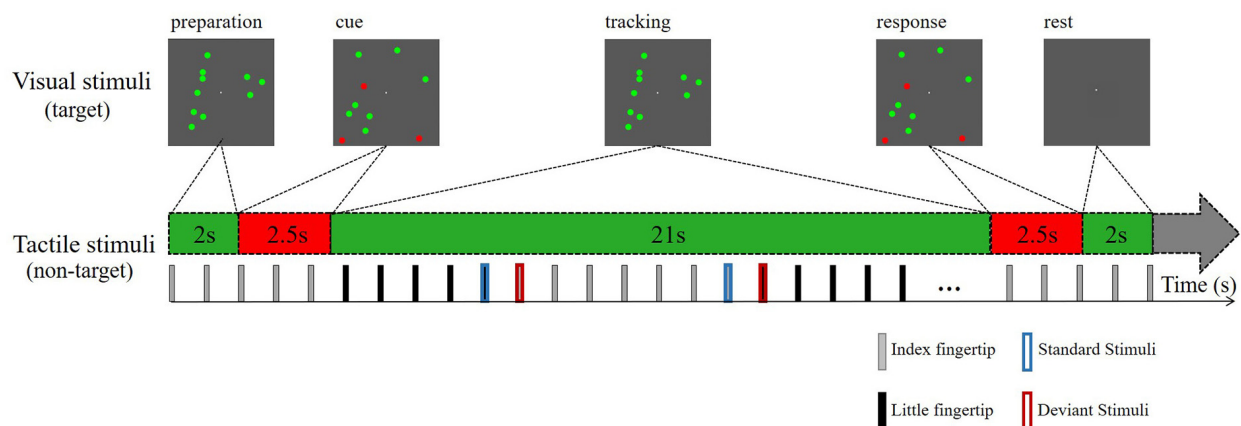 preparation
cue
tracking
response
rest
Visual stimuli
(target)
Tactile stimuli
(non-target)
2s
2.5s
21s
2.5s
2s
...
Time (s)
Index fingertip
Standard Stimuli
Little fingertip
Deviant Stimuli